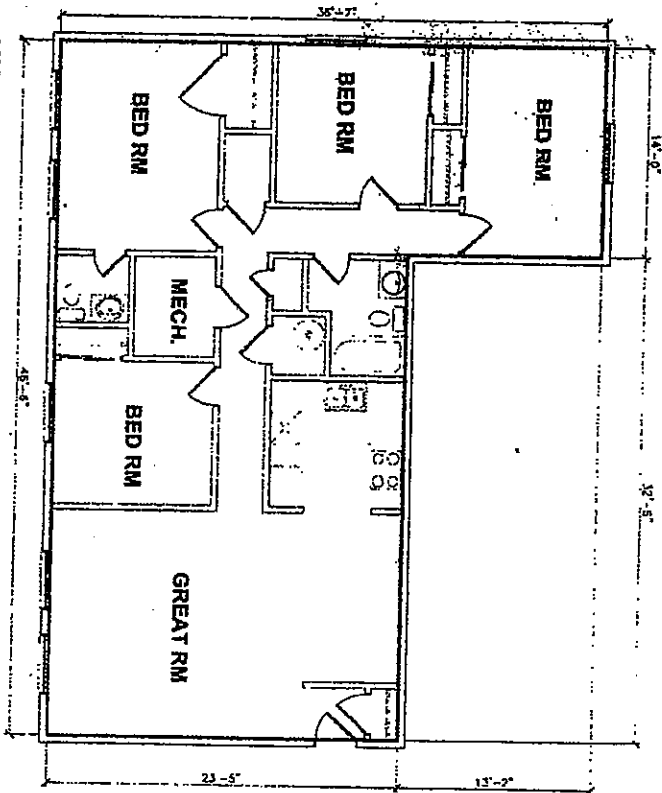 36'-7"
14'-0"
BED RM
BED RM
BED RM
MECH.
BED RM
46'-6"
32'-5"
GREAT RM
23'-5"
13'-2"